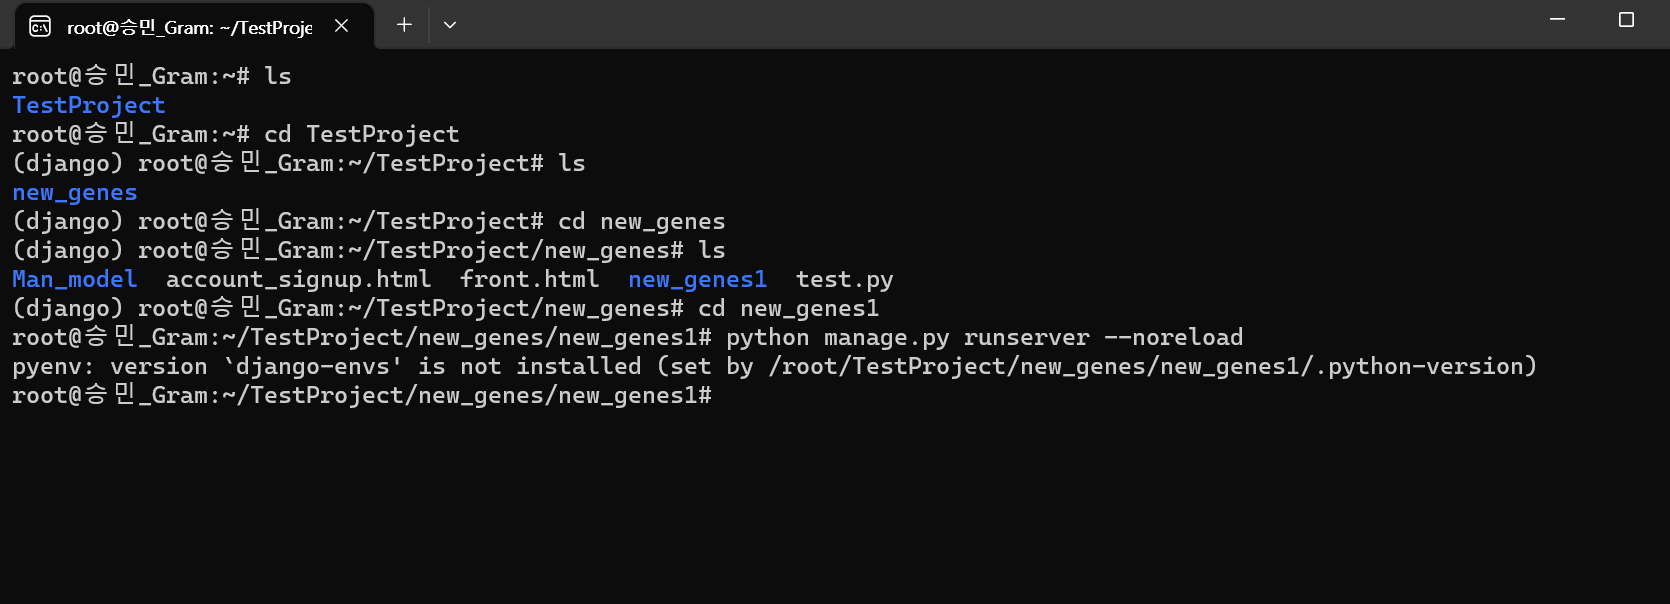 root@승민_Gram: ~/TestProje
root@승민_Gram:~# ls
TestProject
root@승민_Gram:~# cd TestProject
(django) root@승민_Gram:~/TestProject# ls
new_genes
(django) root@승민_Gram:~/TestProject# cd new_genes
(django) root@승민_Gram:~/TestProject/new_genes# ls
Man_model  account_signup.html  front.html  new_genes1  test.py
(django) root@승민_Gram:~/TestProject/new_genes# cd new_genes1
root@승민_Gram:~/TestProject/new_genes/new_genes1# python manage.py runserver --noreload
pyenv: version `django-envs' is not installed (set by /root/TestProject/new_genes/new_genes1/.python-version)
root@승민_Gram:~/TestProject/new_genes/new_genes1#